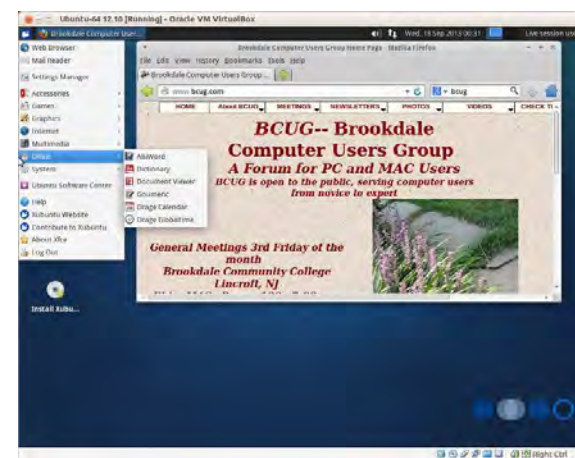 Ubuntu-64 12.10 [Running] - Oracle VM VirtualBox
Brookdale Computer User...
Wed, 18 Sep 2013 00:31
Live session use
Web Browser
Mail Reader
Settings Manager
Accessories
Games
Graphics
Internet
Multimedia
Office
System
Ubuntu Software Center
Help
Xubuntu Website
Contribute to Xubuntu
About Xfce
Log Out
AbiWord
Dictionary
Document Viewer
Gnumeric
Orage Calendar
Orage Globaltime
Brookdale Computer Users Group Home Page - Mozilla Firefox
File Edit View History Bookmarks Tools Help
Brookdale Computer Users Group...
www.bcug.com
bcug
HOME
About BCUG
MEETINGS
NEWSLETTERS
PHOTOS
VIDEOS
CHECK
BCUG-- Brookdale
Computer Users Group
A Forum for PC and MAC Users
BCUG is open to the public, serving computer users
from novice to expert
General Meetings 3rd Friday of the
month
Brookdale Community College
Lincroft, NJ
Install Xubu...
Right Ctrl